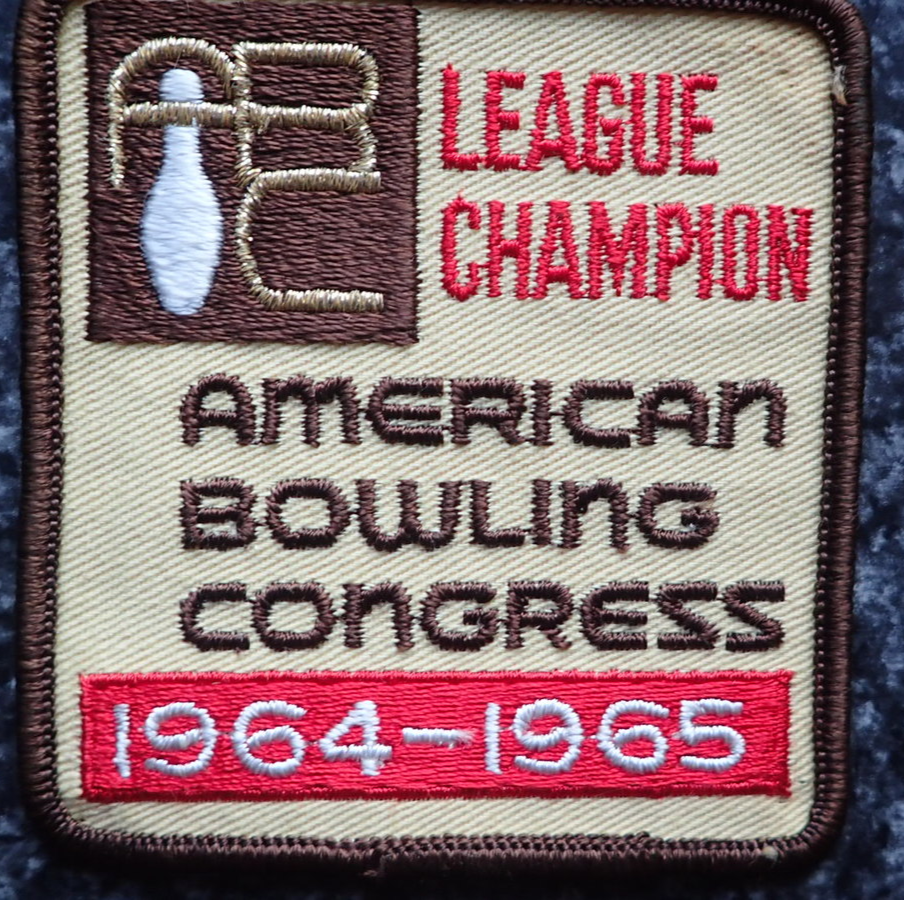 ABC
LEAGUE
CHAMPION
AMERICAN
BOWLING
CONGRESS
1964-1965